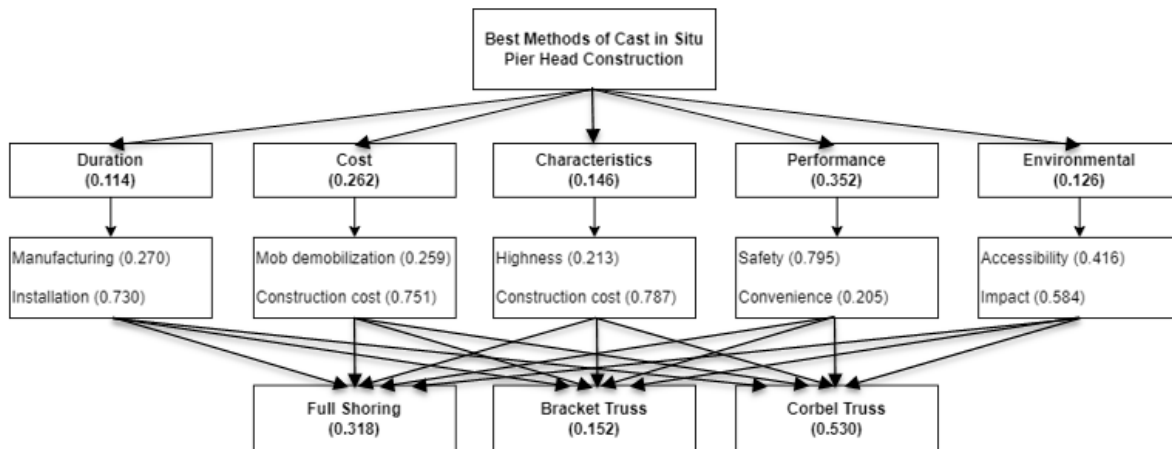 Best Methods of Cast in Situ
Pier Head Construction
Duration
(0.114)
Cost
(0.262)
Characteristics
(0.146)
Performance
(0.352)
Environmental
(0.126)
Manufacturing (0.270)
Installation (0.730)
Mob demobilization (0.259)
Construction cost (0.751)
Highness (0.213)
Construction cost (0.787)
Safety (0.795)
Convenience (0.205)
Accessibility (0.416)
Impact (0.584)
Full Shoring
(0.318)
Bracket Truss
(0.152)
Corbel Truss
(0.530)